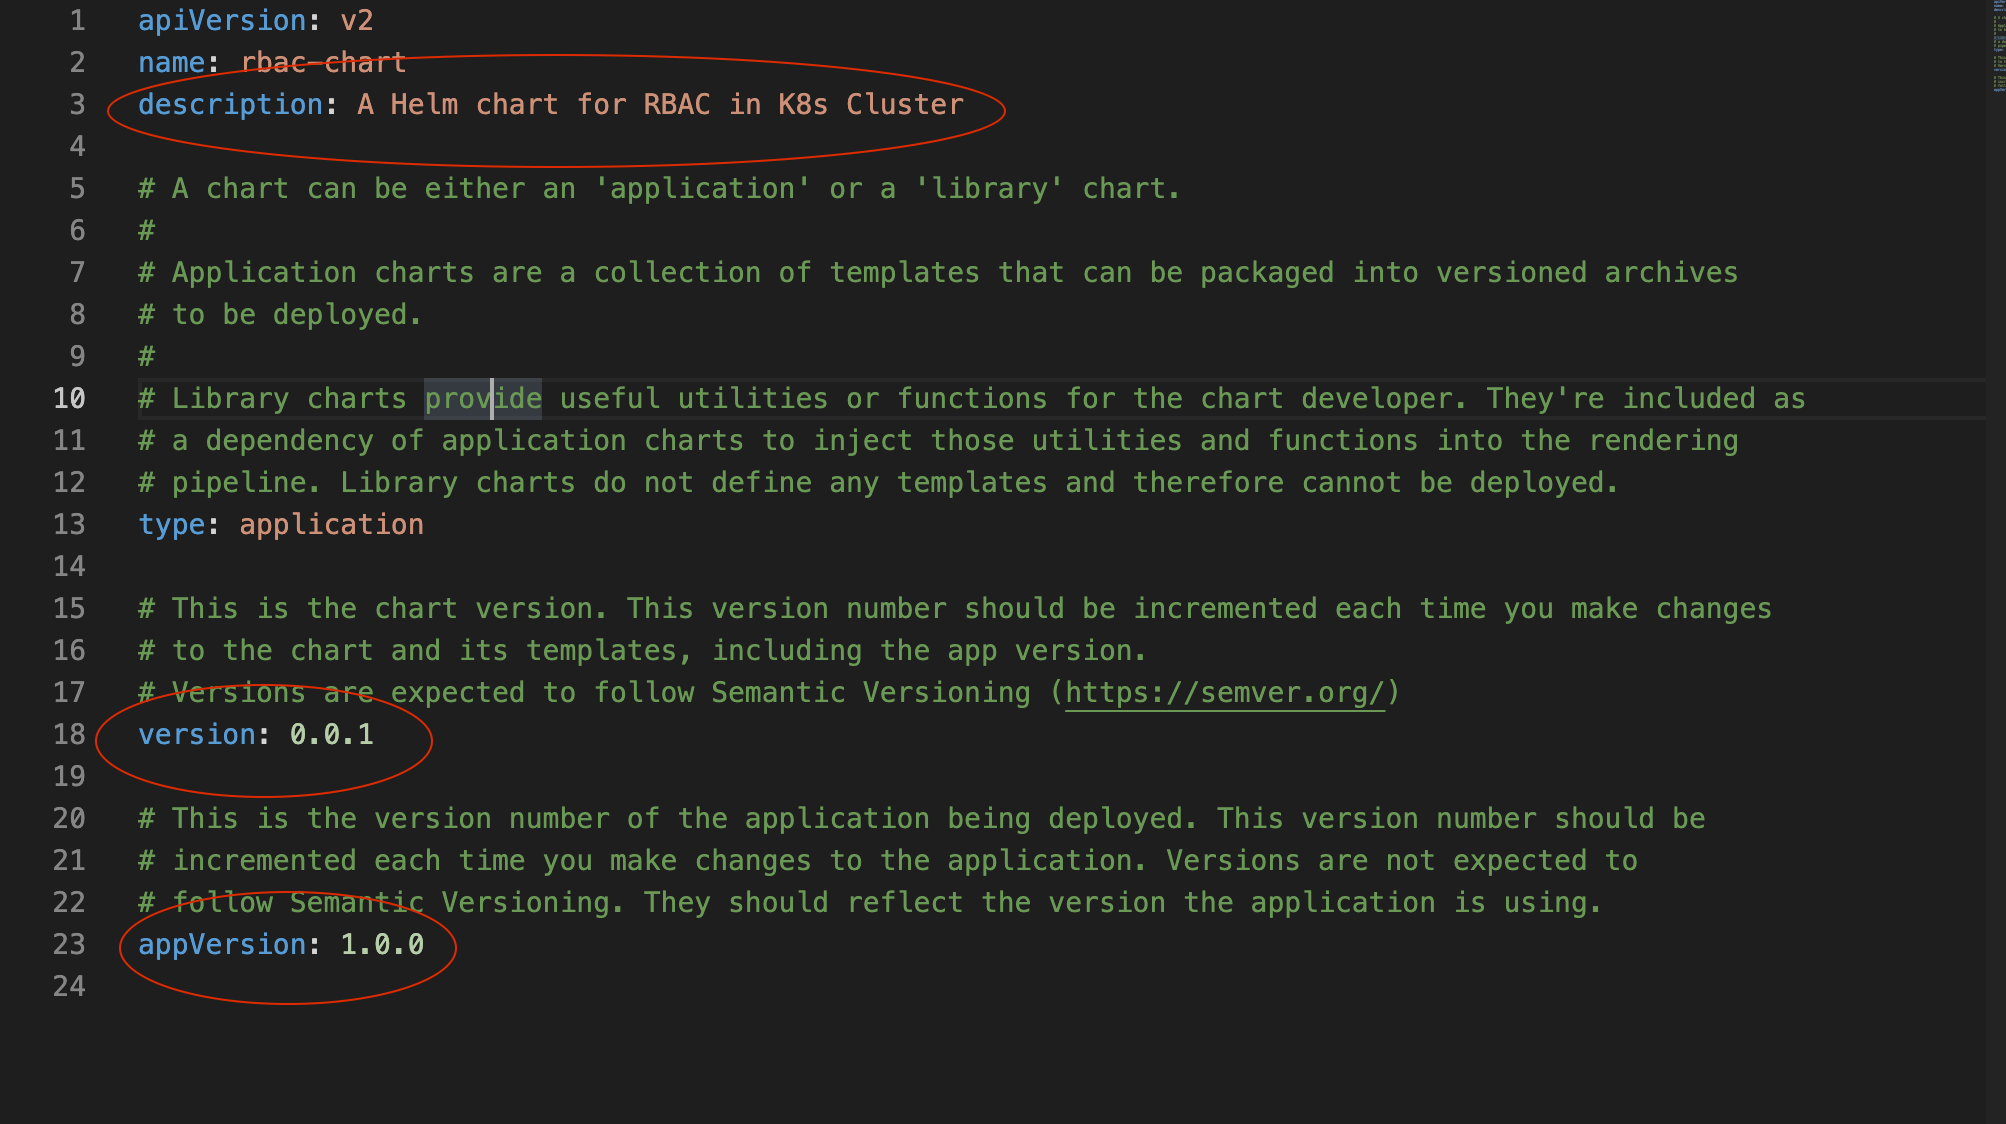 1 apiVersion: v2
2 name: rbac-chart
3 description: A Helm chart for RBAC in K8s Cluster
4
5 # A chart can be either an 'application' or a 'library' chart.
6 #
7 # Application charts are a collection of templates that can be packaged into versioned archives
8 # to be deployed.
9 #
10 # Library charts provide useful utilities or functions for the chart developer. They're included as
11 # a dependency of application charts to inject those utilities and functions into the rendering
12 # pipeline. Library charts do not define any templates and therefore cannot be deployed.
13 type: application
14
15 # This is the chart version. This version number should be incremented each time you make changes
16 # to the chart and its templates, including the app version.
17 # Versions are expected to follow Semantic Versioning (https://semver.org/)
18 version: 0.0.1
19
20 # This is the version number of the application being deployed. This version number should be
21 # incremented each time you make changes to the application. Versions are not expected to
22 # follow Semantic Versioning. They should reflect the version the application is using.
23 appVersion: 1.0.0
24